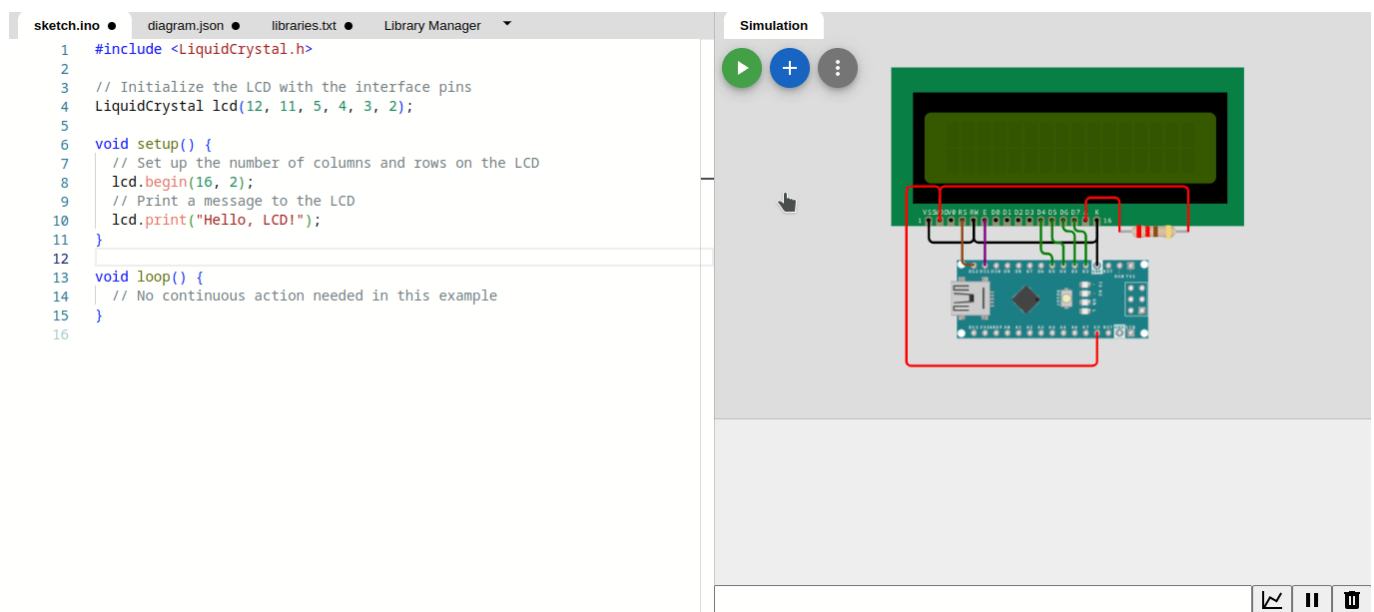 sketch.ino ● diagram.json ● libraries.txt ● Library Manager
1 #include <LiquidCrystal.h>
2
3 // Initialize the LCD with the interface pins
4 LiquidCrystal lcd(12, 11, 5, 4, 3, 2);
5
6 void setup() {
7 // Set up the number of columns and rows on the LCD
8 lcd.begin(16, 2);
9 // Print a message to the LCD
10 lcd.print("Hello, LCD!");
11 }
12
13 void loop() {
14 // No continuous action needed in this example
15 }
16
Simulation
RS RW E D0 D1 D2 D3 D4 D5 D6 D7 K
1 16